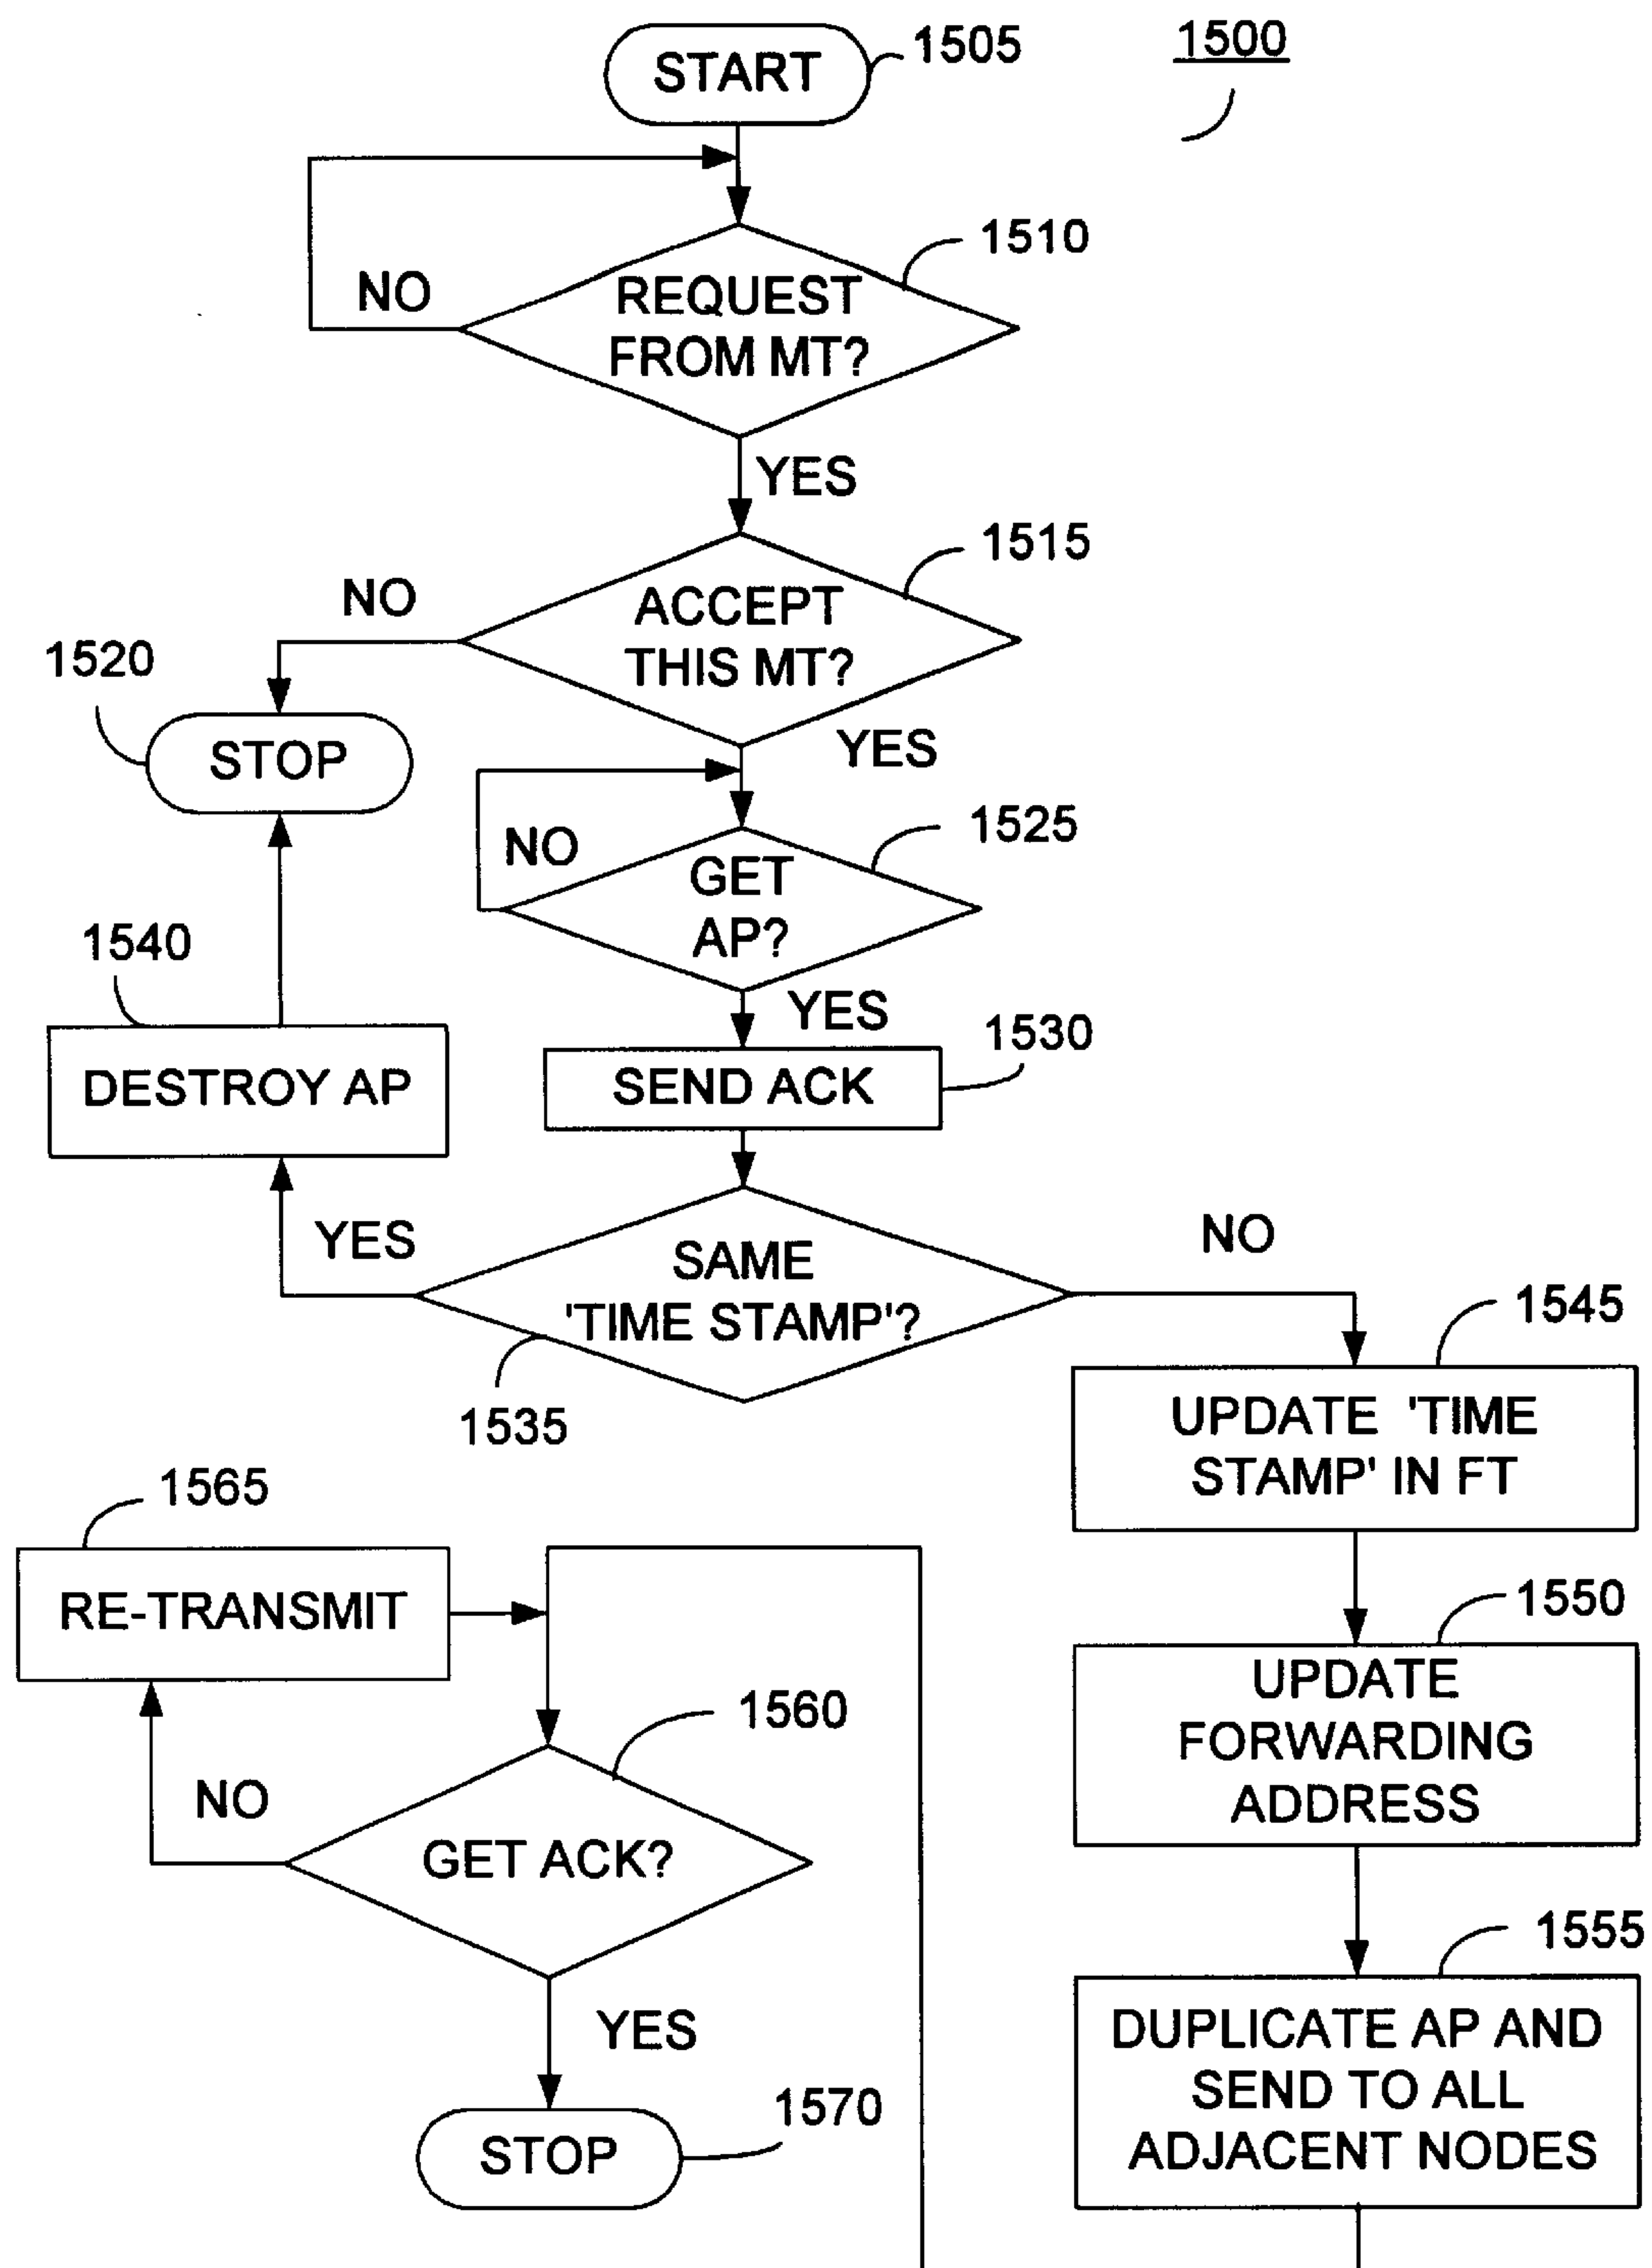 START
1505
1500
1510
NO
REQUEST
FROM MT?
YES
1515
NO
ACCEPT
THIS MT?
1520
STOP
YES
1525
NO
GET
AP?
1540
YES
1530
DESTROY AP
SEND ACK
YES
NO
SAME
'TIME STAMP'?
1545
1535
UPDATE 'TIME
STAMP' IN FT
1565
RE-TRANSMIT
1550
UPDATE
FORWARDING
ADDRESS
1560
NO
GET ACK?
1555
YES
DUPLICATE AP AND
SEND TO ALL
ADJACENT NODES
1570
STOP